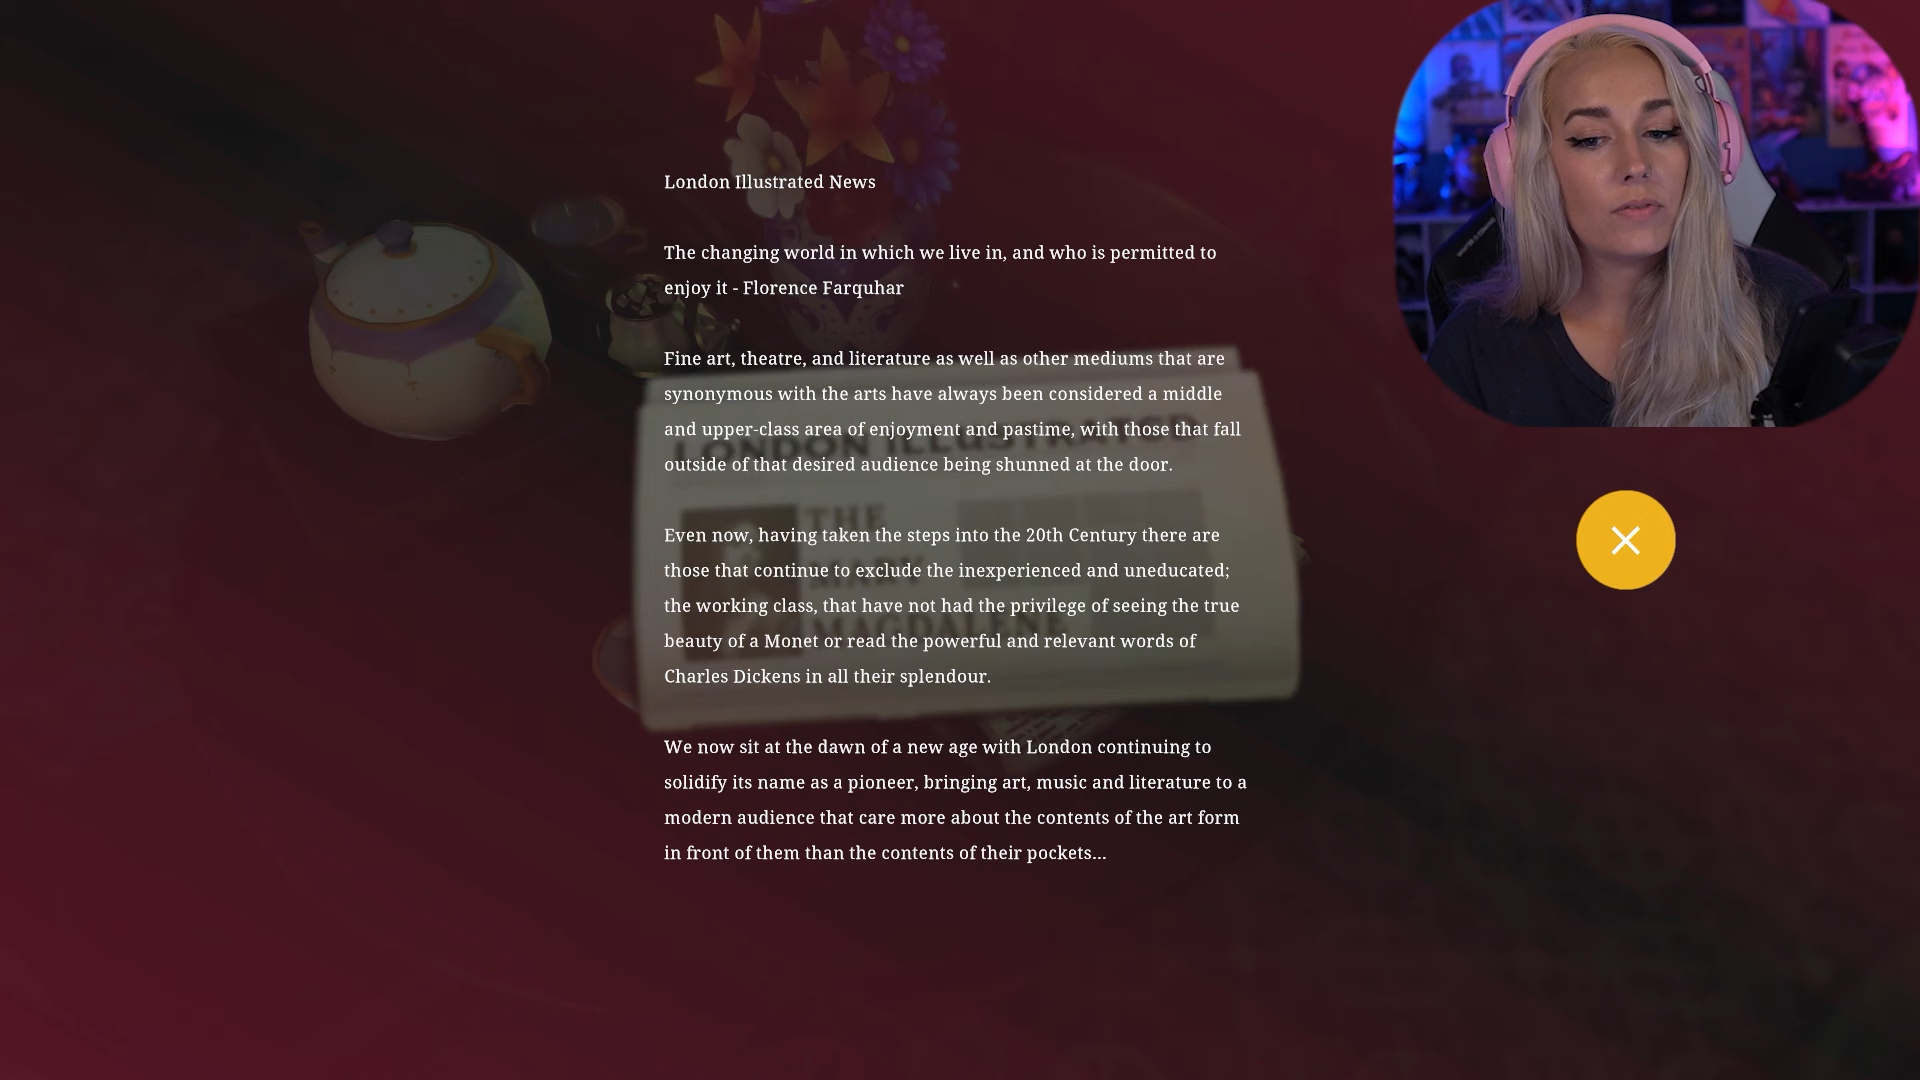 London Illustrated News
The changing world in which we live in, and who is permitted to
enjoy it - Florence Farquhar
Fine art, theatre, and literature as well as other mediums that are
synonymous with the arts have always been considered a middle
and upper-class area of enjoyment and pastime, with those that fall
outside of that desired audience being shunned at the door.
Even now, having taken the steps into the 20th Century there are
those that continue to exclude the inexperienced and uneducated;
the working class, that have not had the privilege of seeing the true
beauty of a Monet or read the powerful and relevant words of
Charles Dickens in all their splendour.
We now sit at the dawn of a new age with London continuing to
solidify its name as a pioneer, bringing art, music and literature to a
modern audience that care more about the contents of the art form
in front of them than the contents of their pockets...
LONDON ILLUSTRATED
THE
MARY
MAGDALENE